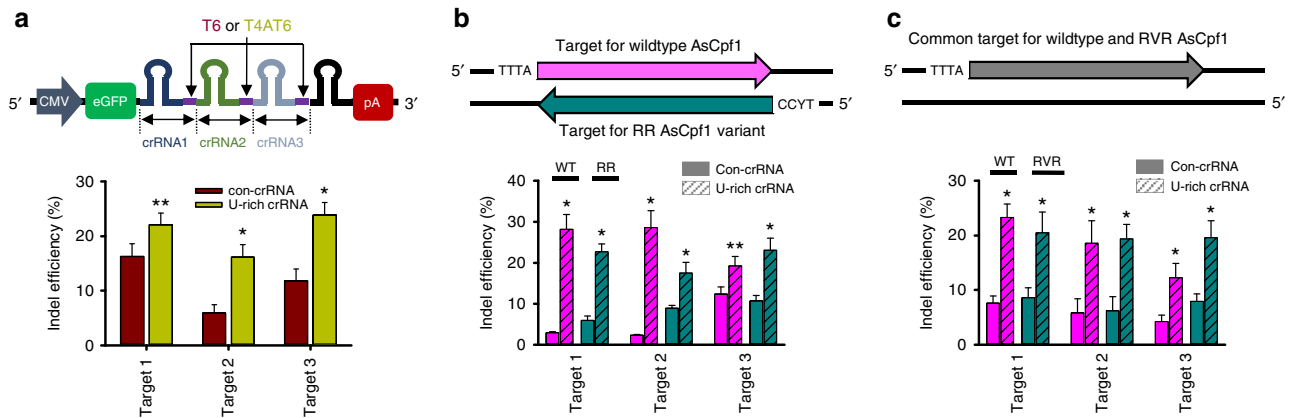 a
T6 or T4AT6
5′ CMV eGFP pA 3′
crRNA1 crRNA2 crRNA3
Indel efficiency (%)
30
20
10
0
con-crRNA
U-rich crRNA
** * *
Target 1 Target 2 Target 3
b
Target for wildtype AsCpf1
5′ TTTA
CCYT 5′
Target for RR AsCpf1 variant
Indel efficiency (%)
40
30
20
10
0
WT RR
Con-crRNA
U-rich crRNA
* * * * ** *
Target 1 Target 2 Target 3
c
Common target for wildtype and RVR AsCpf1
5′ TTTA
5′
Indel efficiency (%)
30
20
10
0
WT RVR
Con-crRNA
U-rich crRNA
* * * * * *
Target 1 Target 2 Target 3